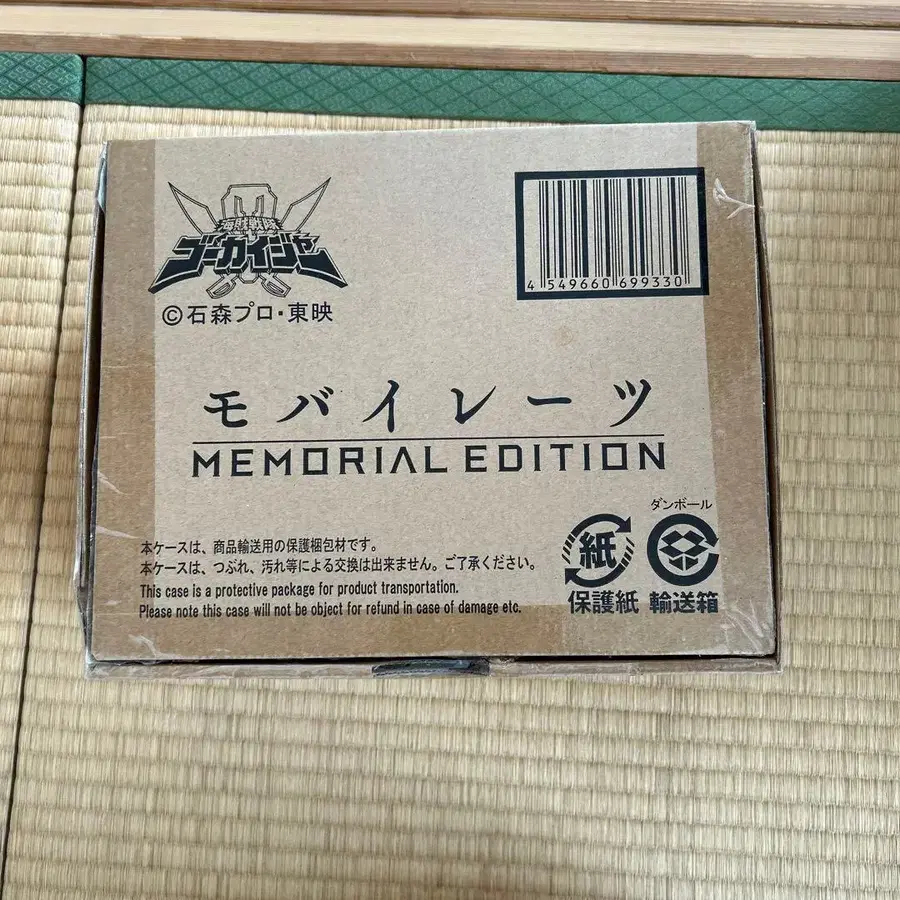 海賊戦隊
ゴーカイジャー
©石森プロ・東映
4 549660 699330
モバイレーツ
MEMORIAL EDITION
本ケースは、商品輸送用の保護梱包材です。
本ケースは、つぶれ、汚れ等による交換は出来ません。ご了承ください。
This case is a protective package for product transportation.
Please note this case will not be object for refund in case of damage etc.
紙
保護紙
ダンボール
輸送箱